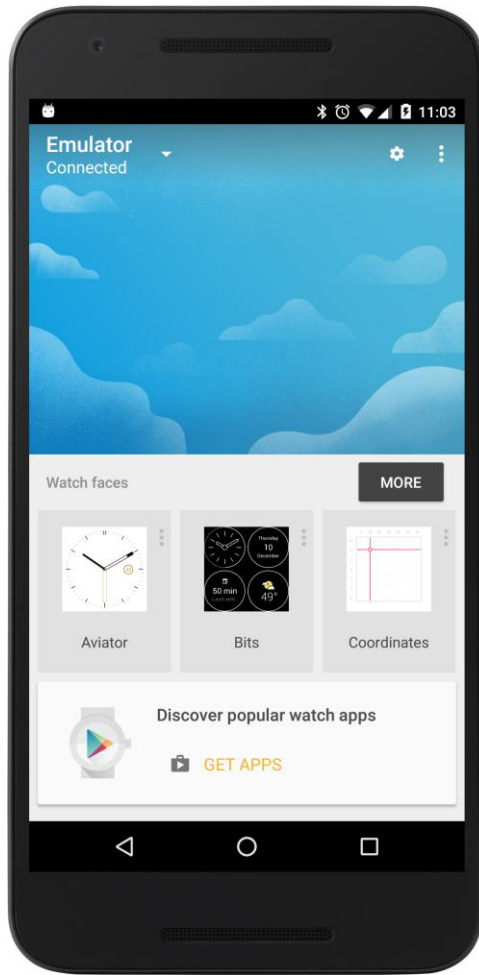 11:03
Emulator
Connected
Watch faces
MORE
Thursday
10
December
50 min
49°
Aviator
Bits
Coordinates
Discover popular watch apps
GET APPS